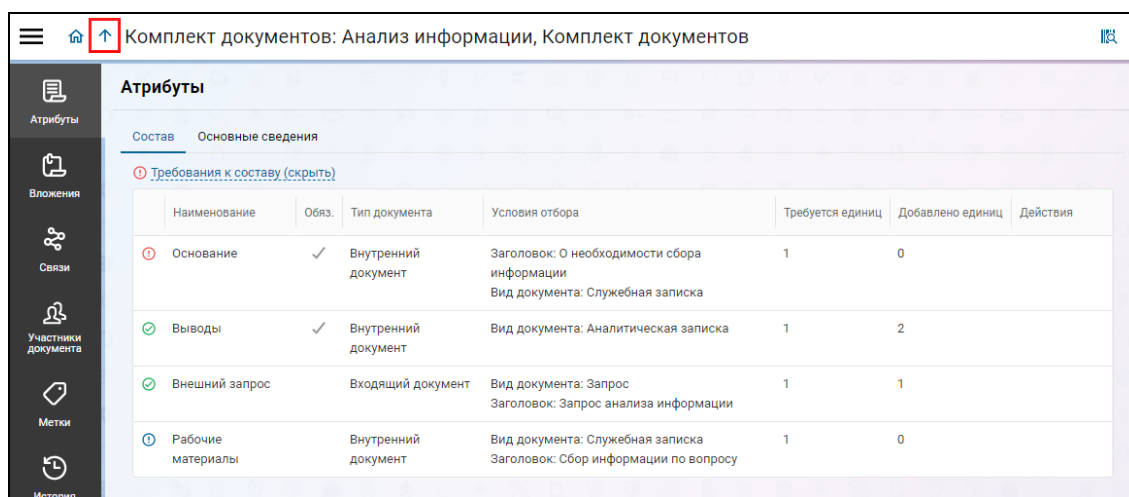 Комплект документов: Анализ информации, Комплект документов
Атрибуты
Вложения
Связи
Участники
документа
Метки
История
Атрибуты
Состав Основные сведения
Требования к составу (скрыть)
Наименование Обяз. Тип документа Условия отбора Требуется единиц Добавлено единиц Действия
Основание Внутренний Заголовок: О необходимости сбора 1 0
документ информации
Вид документа: Служебная записка
Выводы Внутренний Вид документа: Аналитическая записка 1 2
документ
Внешний запрос Входящий документ Вид документа: Запрос 1 1
Заголовок: Запрос анализа информации
Рабочие Внутренний Вид документа: Служебная записка 1 0
материалы документ Заголовок: Сбор информации по вопросу